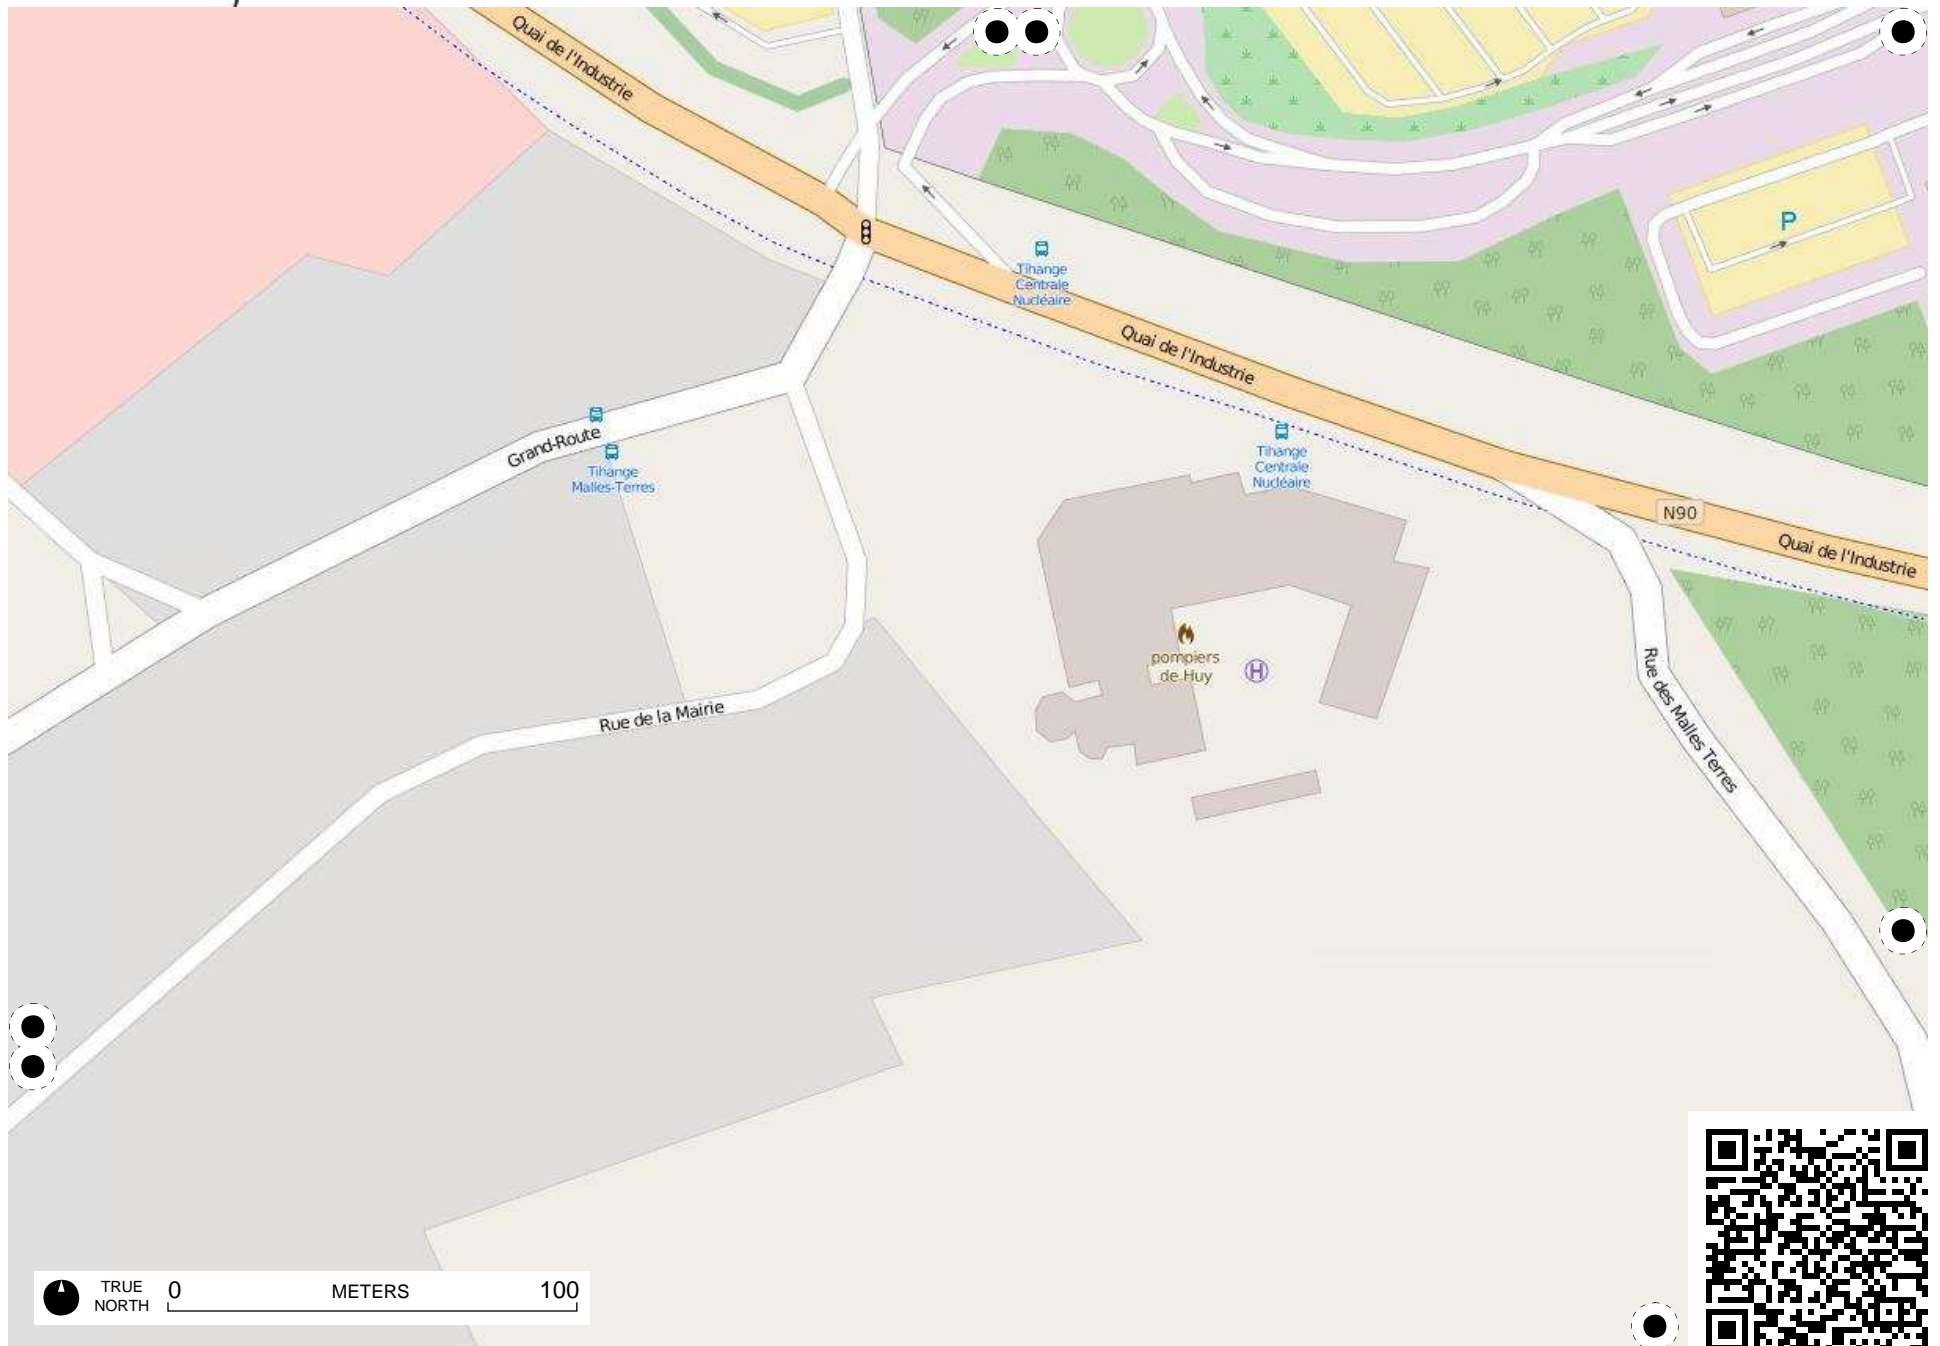 Quai de l'Industrie
P
Tihange
Centrale
Nucléaire
Quai de l'Industrie
Grand-Route
Tihange
Malles-Terres
Tihange
Centrale
Nucléaire
N90
Quai de l'Industrie
pompiers
de Huy
H
Rue des Malles Terres
Rue de la Mairie
TRUE
NORTH
0 METERS 100